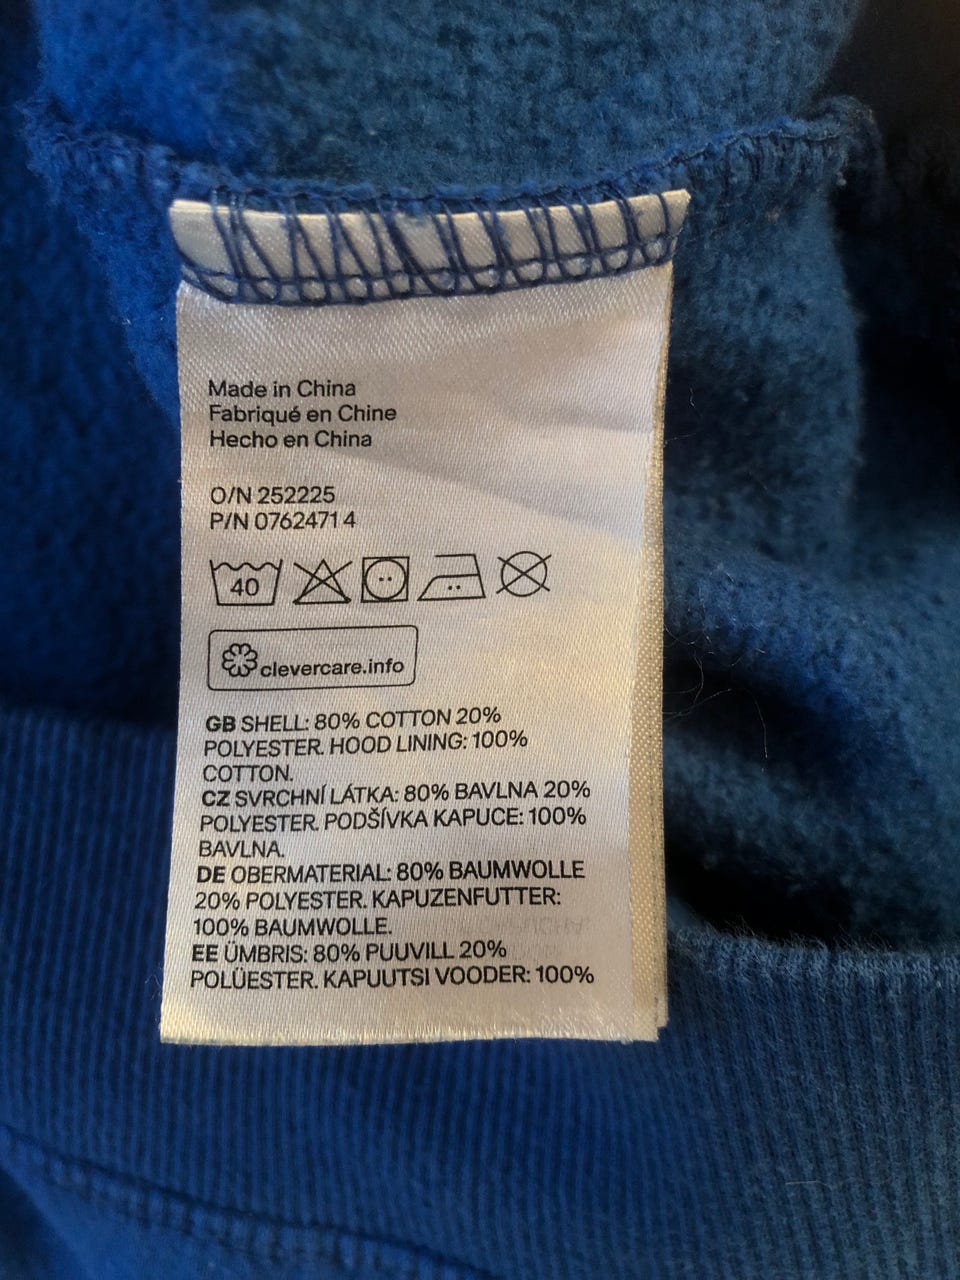 Made in China
Fabriqué en Chine
Hecho en China
O/N 252225
P/N 07624714
40
clevercare.info
GB SHELL: 80% COTTON 20%
POLYESTER. HOOD LINING: 100%
COTTON.
CZ SVRCHNÍ LÁTKA: 80% BAVLNA 20%
POLYESTER. PODŠÍVKA KAPUCE: 100%
BAVLNA.
DE OBERMATERIAL: 80% BAUMWOLLE
20% POLYESTER. KAPUZENFUTTER:
100% BAUMWOLLE.
EE ÜMBRIS: 80% PUUVILL 20%
POLÜESTER. KAPUUTSI VOODER: 100%